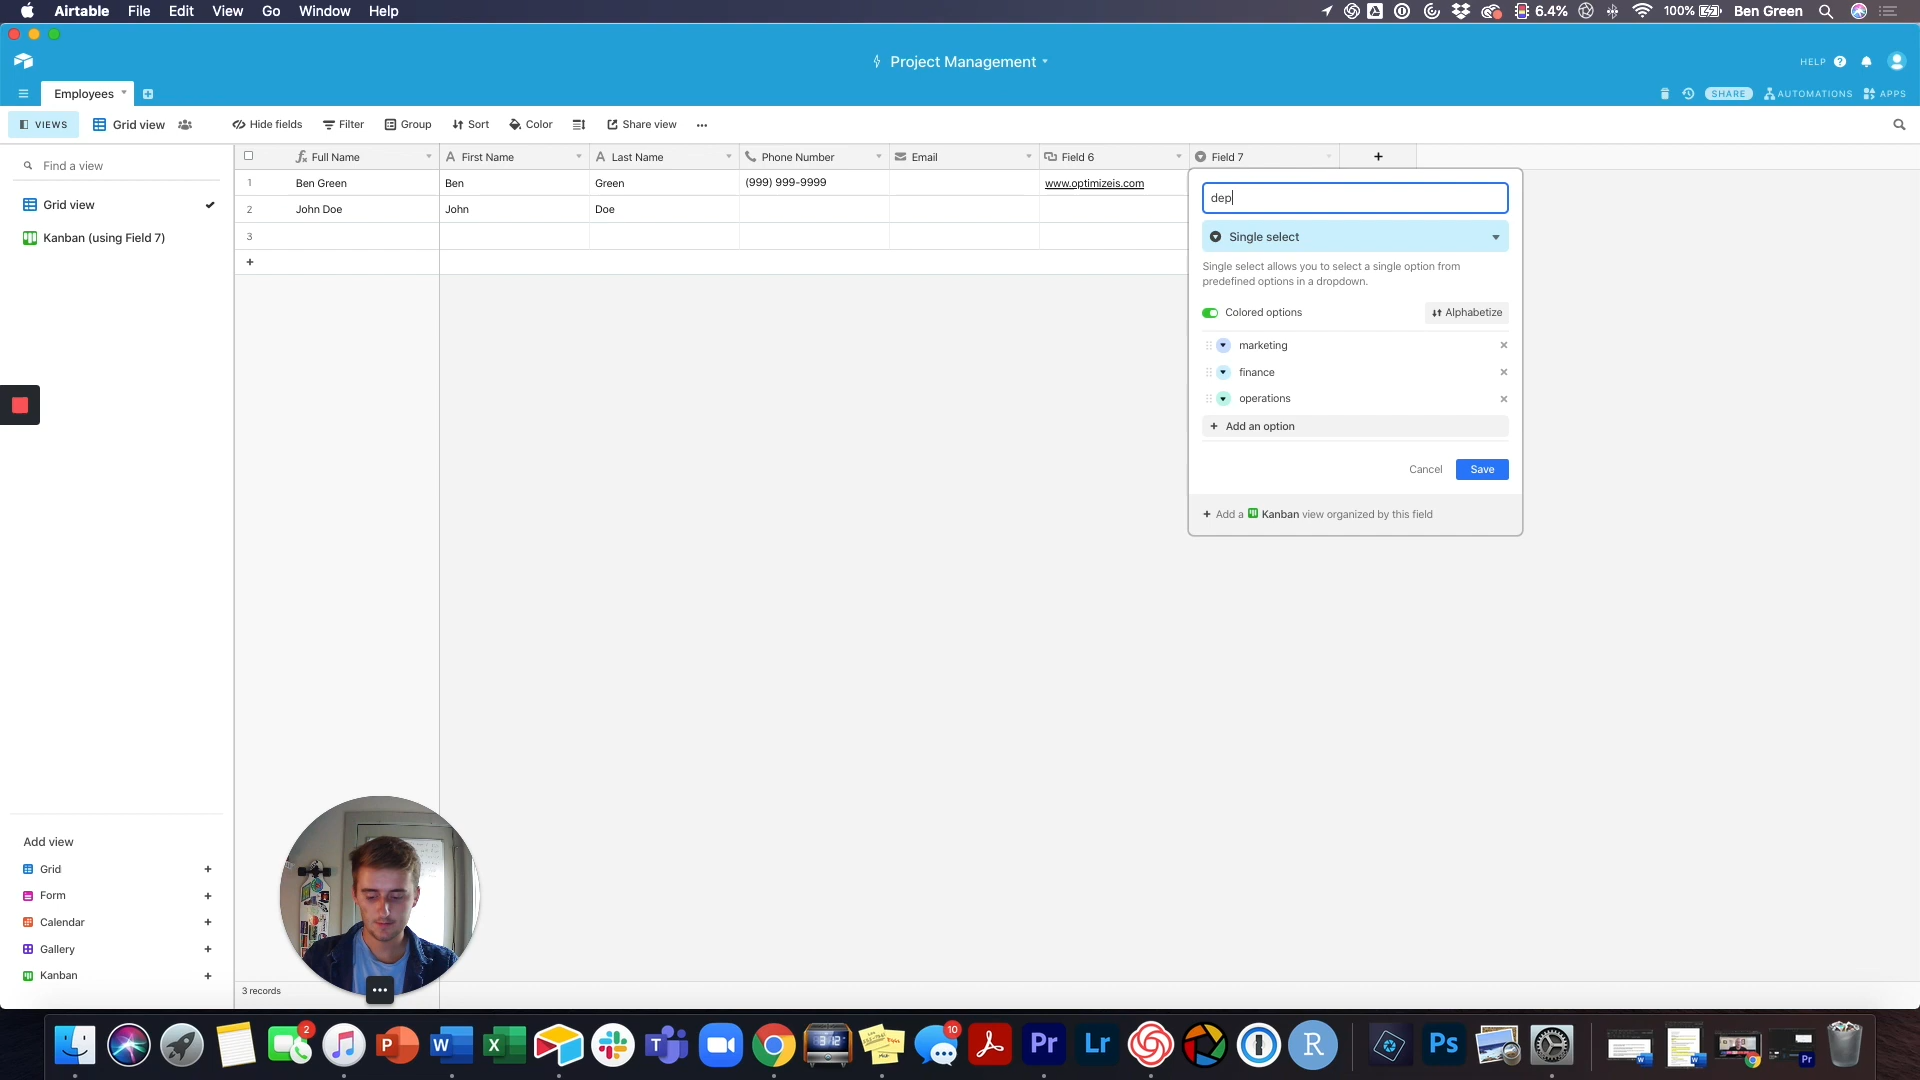 Airtable File Edit View Go Window Help 6.4% 100% Ben Green
Project Management
HELP
Employees
SHARE AUTOMATIONS APPS
VIEWS Grid view Hide fields Filter Group Sort Color Share view
Find a view
Full Name First Name Last Name Phone Number Email Field 6 Field 7
1 Ben Green Ben Green (999) 999-9999 www.optimizeis.com
2 John Doe John Doe
3
Grid view
Kanban (using Field 7)
dep
Single select
Single select allows you to select a single option from
predefined options in a dropdown.
Colored options Alphabetize
marketing
finance
operations
Add an option
Cancel Save
Add a Kanban view organized by this field
Add view
Grid
Form
Calendar
Gallery
Kanban
3 records
2
10
P W X Pr Lr R Ps